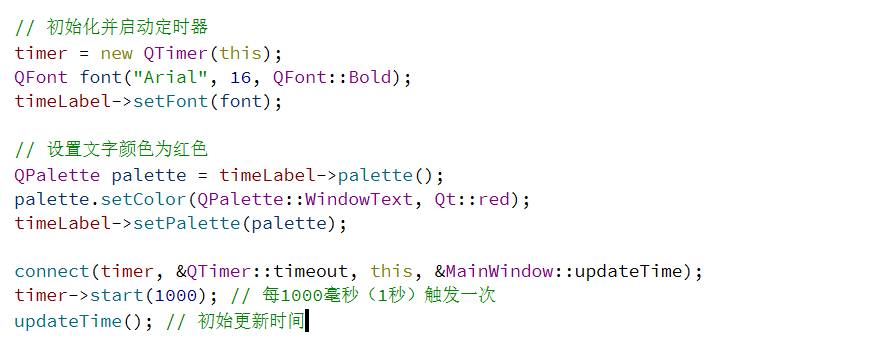 // 初始化并启动定时器
timer = new QTimer(this);
QFont font("Arial", 16, QFont::Bold);
timeLabel->setFont(font);
// 设置文字颜色为红色
QPalette palette = timeLabel->palette();
palette.setColor(QPalette::WindowText, Qt::red);
timeLabel->setPalette(palette);
connect(timer, &QTimer::timeout, this, &MainWindow::updateTime);
timer->start(1000); // 每1000毫秒（1秒）触发一次
updateTime(); // 初始更新时间